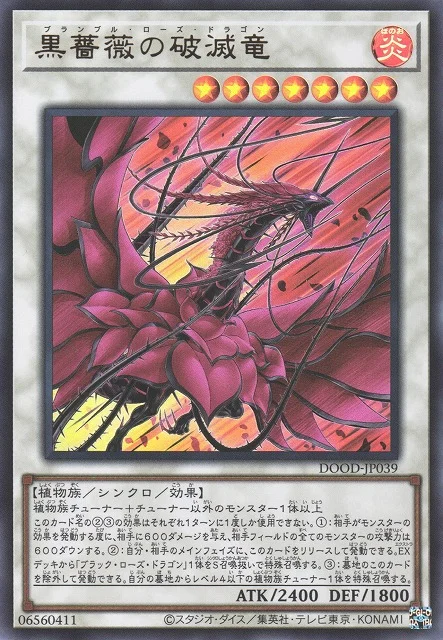 ブランブル・ローズ・ドラゴン
黒薔薇の破滅竜
ほのお
炎
DOOD-JP039
【植物族/シンクロ/効果】
植物族チューナー+チューナー以外のモンスター1体以上
このカード名の②③の効果はそれぞれ1ターンに1度しか使用できない。①:相手がモンスターの
効果を発動する度に、相手に600ダメージを与え、相手フィールドの全てのモンスターの攻撃力は
600ダウンする。②:自分・相手のメインフェイズに、このカードをリリースして発動できる。EX
デッキから「ブラック・ローズ・ドラゴン」1体をS召喚扱いで特殊召喚する。③:墓地のこのカード
を除外して発動できる。自分の墓地からレベル4以下の植物族チューナー1体を特殊召喚する。
ATK/2400 DEF/1800
06560411
©スタジオ・ダイス/集英社・テレビ東京・KONAMI